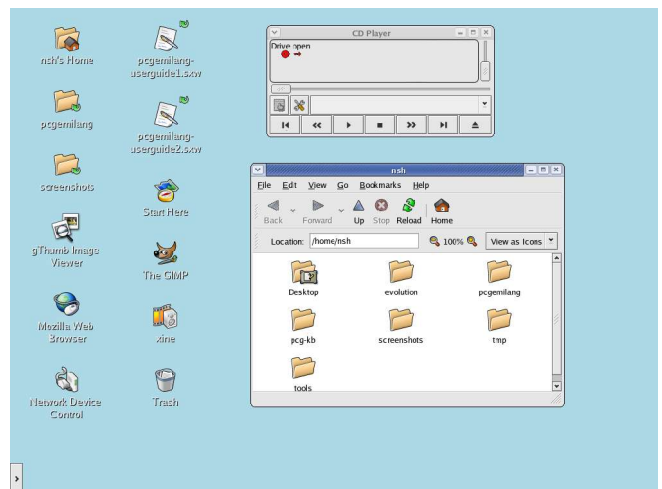 nsh's Home
pcgemilang-
userguide1.sxw
pcgemilang
pcgemilang-
userguide2.sxw
screenshots
Start Here
gThumb Image
Viewer
The GIMP
Mozilla Web
Browser
xine
Network Device
Control
Trash
CD Player
Drive open
nsh
File Edit View Go Bookmarks Help
Back Forward Up Stop Reload Home
Location: /home/nsh 100% View as Icons
Desktop evolution pcgemilang
pcg-kb screenshots tmp
tools